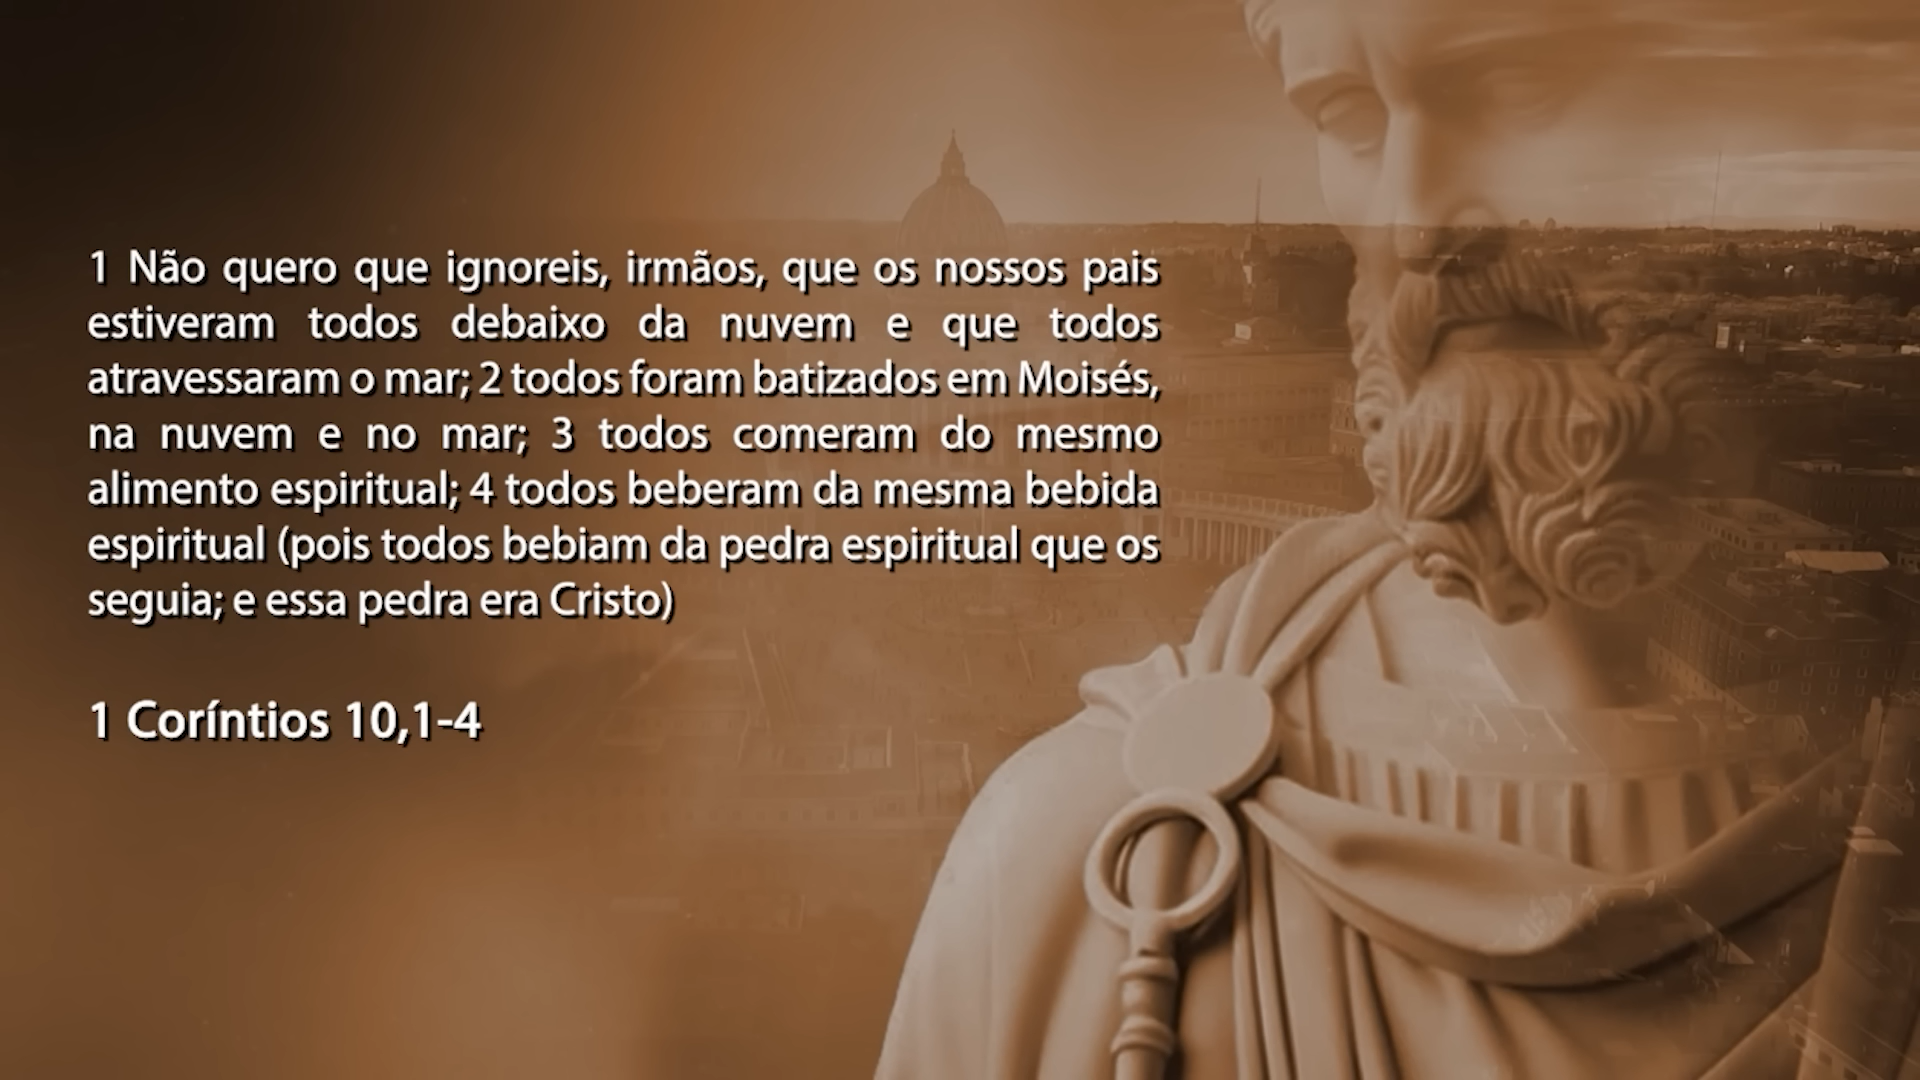 1 Não quero que ignoreis, irmãos, que os nossos pais
estiveram todos debaixo da nuvem e que todos
atravessaram o mar; 2 todos foram batizados em Moisés,
na nuvem e no mar; 3 todos comeram do mesmo
alimento espiritual; 4 todos beberam da mesma bebida
espiritual (pois todos bebiam da pedra espiritual que os
seguia; e essa pedra era Cristo)
1 Coríntios 10,1-4